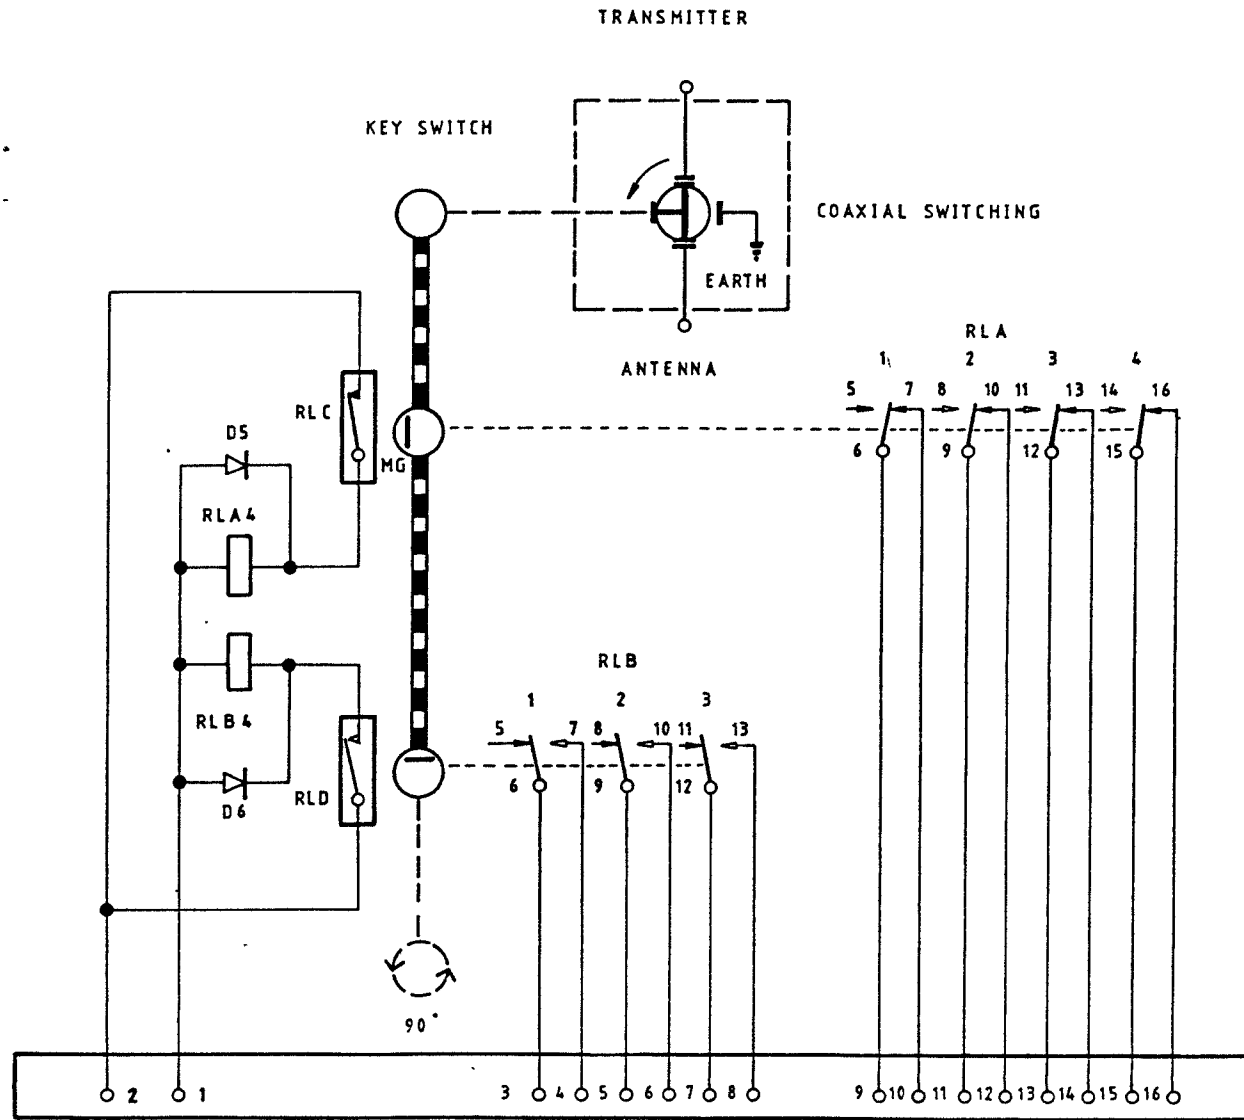 TRANSMITTER
KEY SWITCH
COAXIAL SWITCHING
EARTH
ANTENNA
RLA
1 2 3 4
5 7 8 10 11 13 14 16
6 9 12 15
RLC
MG
D5
RLA4
RLB4
D6
RLD
RLB
1 2 3
5 7 8 10 11 13
6 9 12
90°
2 1 3 4 5 6 7 8 9 10 11 12 13 14 15 16